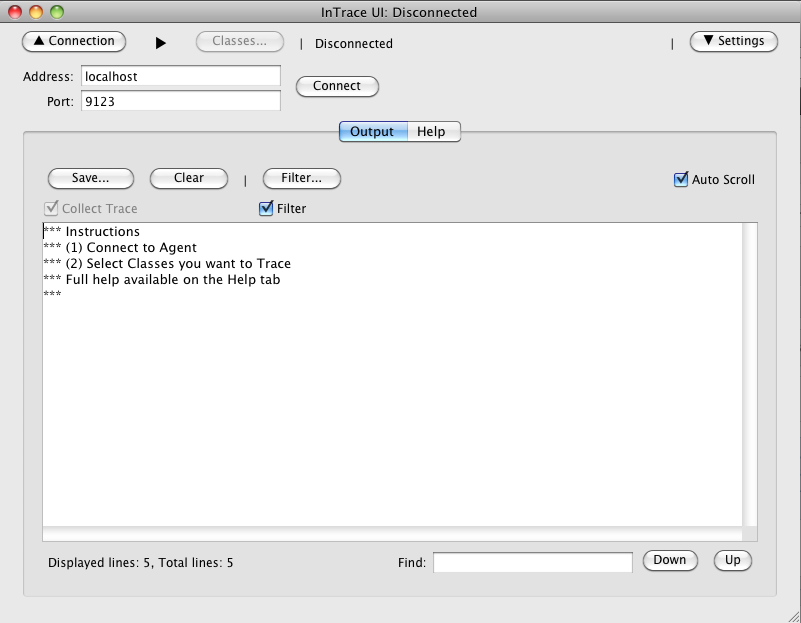 InTrace UI: Disconnected
▲ Connection ▶ Classes... | Disconnected | ▼ Settings
Address: localhost
Connect
Port: 9123
Output Help
Save... Clear | Filter... Auto Scroll
Collect Trace Filter
*** Instructions
*** (1) Connect to Agent
*** (2) Select Classes you want to Trace
*** Full help available on the Help tab
***
Displayed lines: 5, Total lines: 5 Find: Down Up